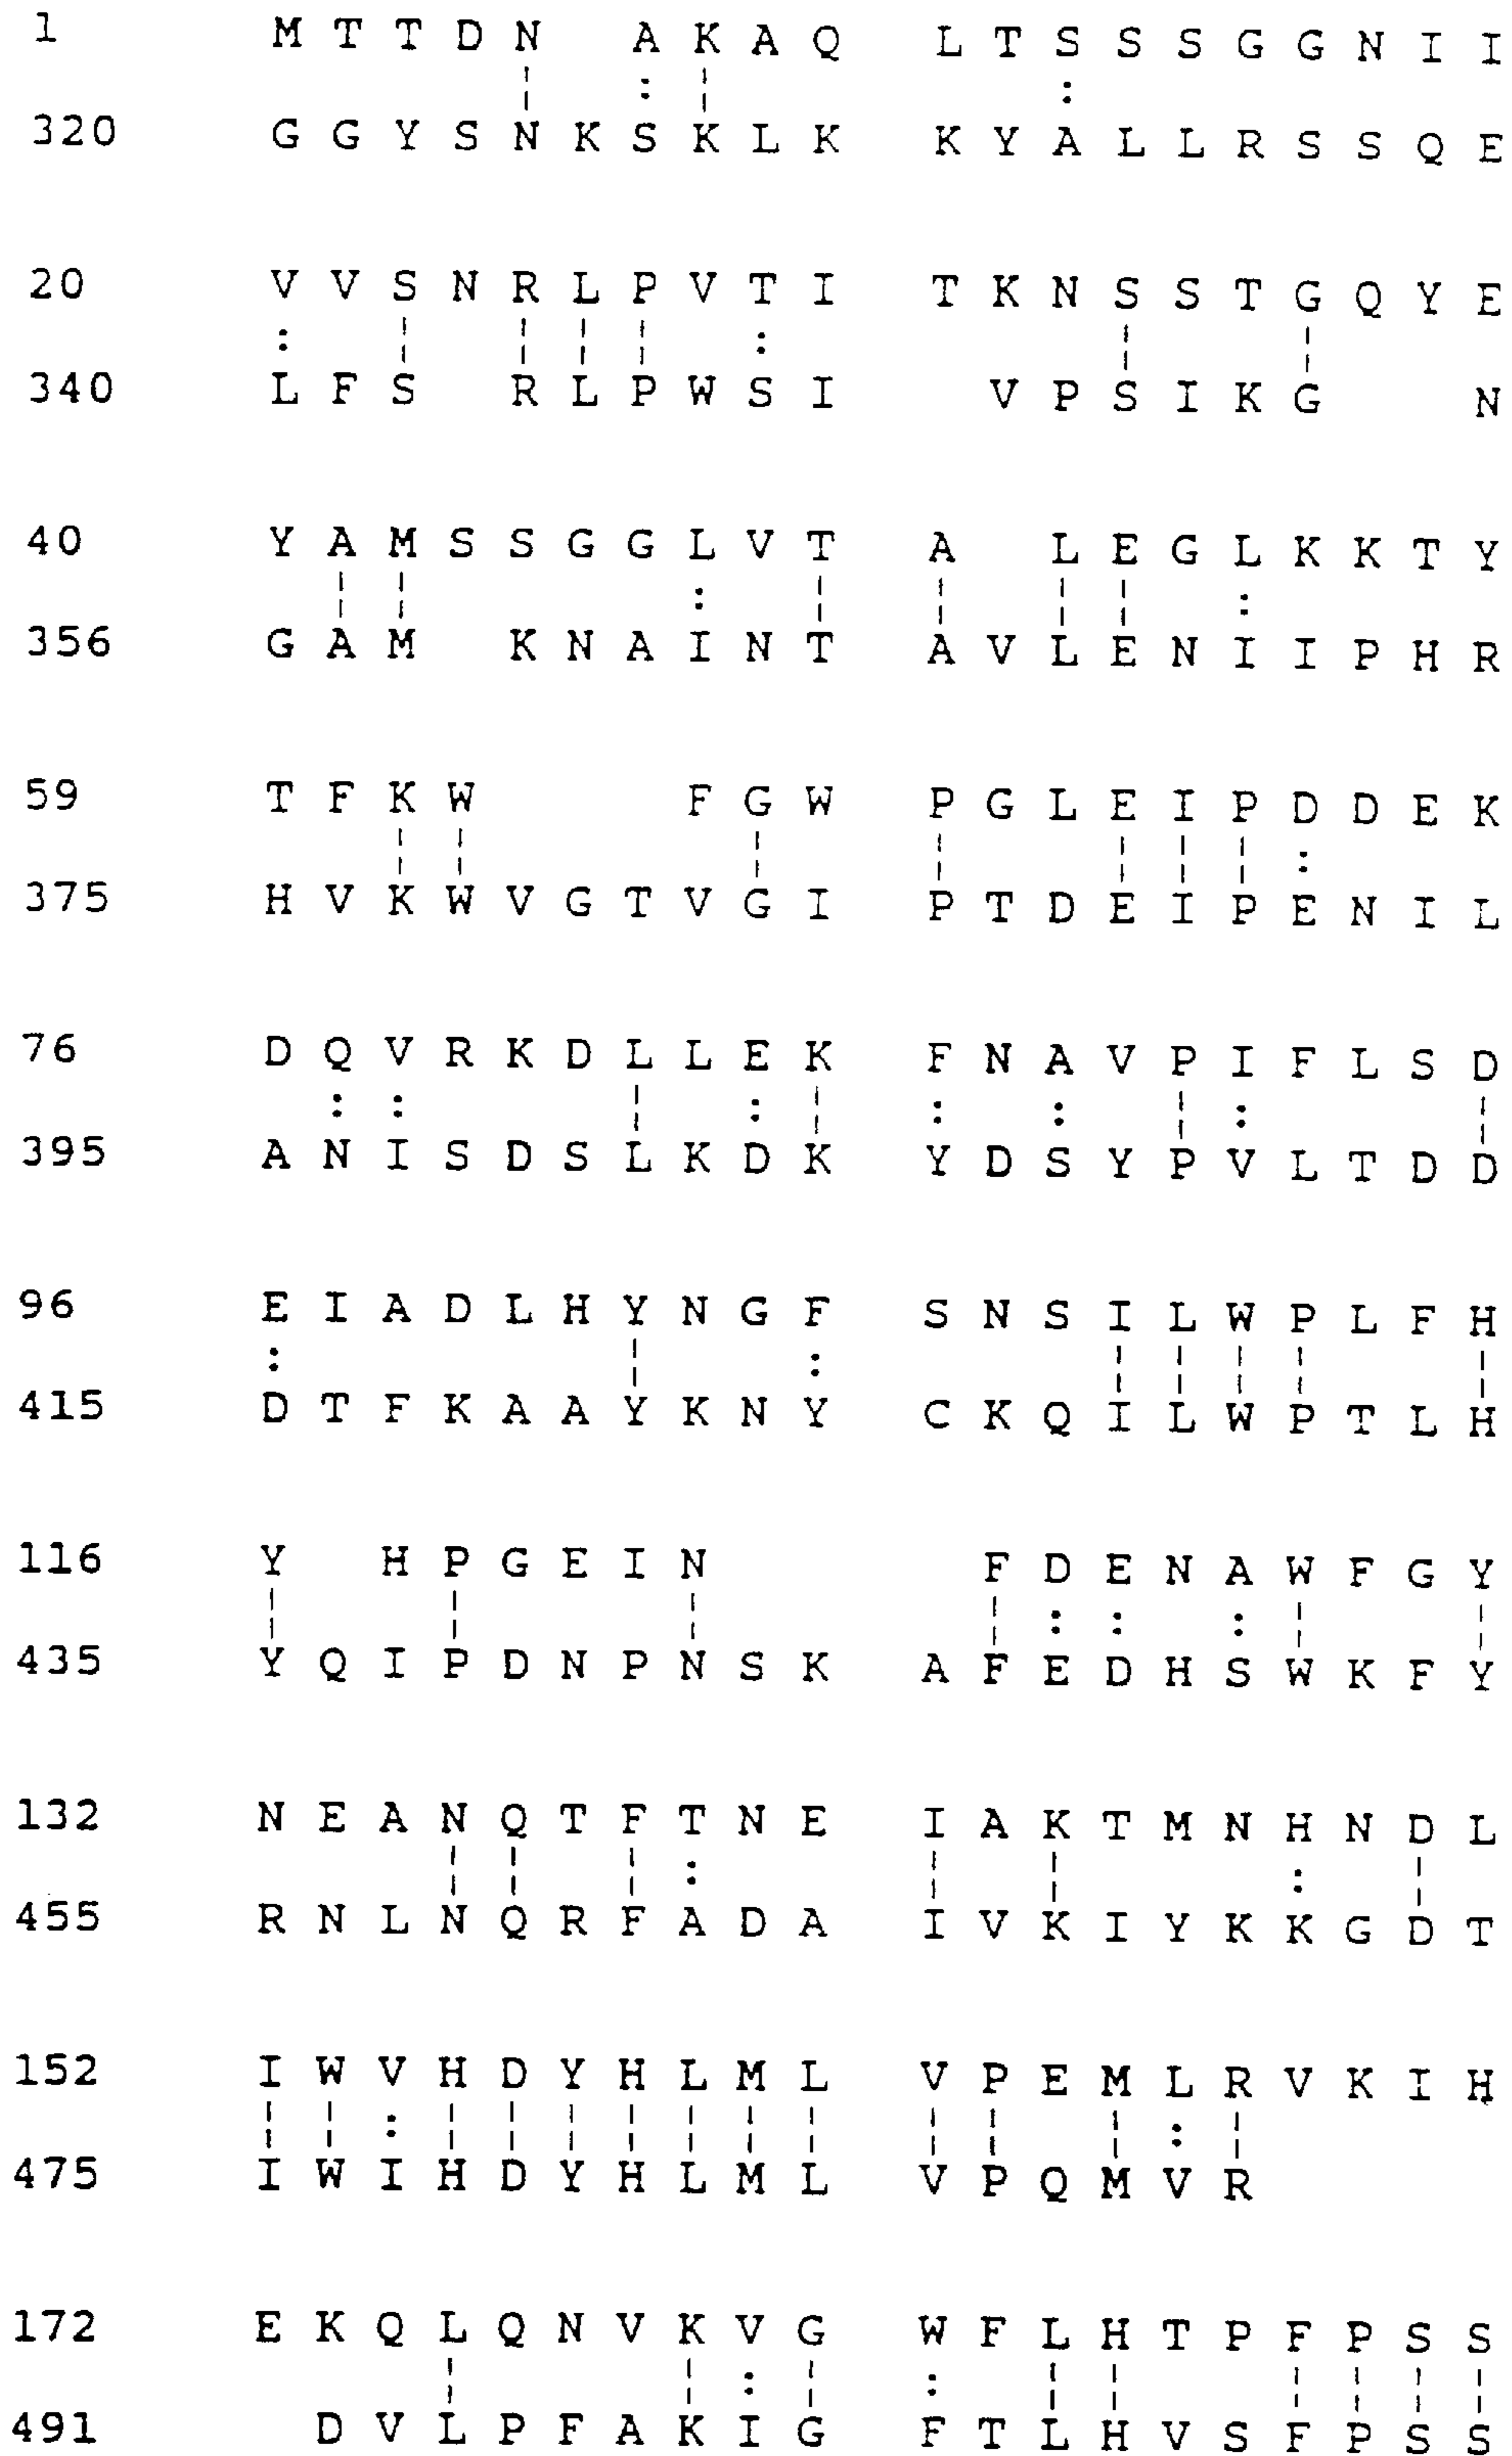 1 M T T D N A K A Q L T S S S G G N I I
¦ : ¦ :
320 G G Y S N K S K L K K Y A L L R S S Q E
20 V V S N R L P V T I T K N S S T G Q Y E
: ¦ ¦ ¦ ¦ : ¦ ¦
340 L F S R L P W S I V P S I K G N
40 Y A M S S G G L V T A L E G L K K T Y
¦ ¦ : ¦ ¦ ¦ ¦ :
356 G A M K N A I N T A V L E N I I P H R
59 T F K W F G W P G L E I P D D E K
¦ ¦ ¦ ¦ ¦ ¦ ¦ :
375 H V K W V G T V G I P T D E I P E N I L
76 D Q V R K D L L E K F N A V P I F L S D
: : ¦ : ¦ : : ¦ : ¦
395 A N I S D S L K D K Y D S Y P V L T D D
96 E I A D L H Y N G F S N S I L W P L F H
: ¦ : ¦ ¦ ¦ ¦ ¦
415 D T F K A A Y K N Y C K Q I L W P T L H
116 Y H P G E I N F D E N A W F G Y
¦ ¦ ¦ ¦ : : : ¦ ¦
435 Y Q I P D N P N S K A F E D H S W K F Y
132 N E A N Q T F T N E I A K T M N H N D L
¦ ¦ ¦ : ¦ ¦ : ¦
455 R N L N Q R F A D A I V K I Y K K G D T
152 I W V H D Y H L M L V P E M L R V K I H
¦ ¦ : ¦ ¦ ¦ ¦ ¦ ¦ ¦ ¦ ¦ ¦ : ¦
475 I W I H D Y H L M L V P Q M V R
172 E K Q L Q N V K V G W F L H T P F P S S
¦ ¦ : ¦ : ¦ ¦ ¦ ¦ ¦ ¦
491 D V L P F A K I G F T L H V S F P S S